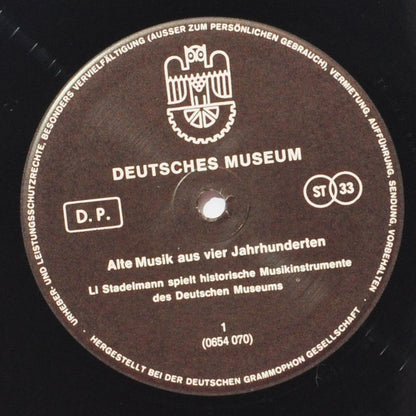 URHEBER- UND LEISTUNGSSCHUTZRECHTE, BESONDERS VERVIELFÄLTIGUNG (AUSSER ZUM PERSÖNLICHEN GEBRAUCH), VERMIETUNG, AUFFÜHRUNG, SENDUNG, VORBEHALTEN
DEUTSCHES MUSEUM
D. P.
ST 33
Alte Musik aus vier Jahrhunderten
LI Stadelmann spielt historische Musikinstrumente
des Deutschen Museums
1
(0654 070)
· HERGESTELLT BEI DER DEUTSCHEN GRAMMOPHON GESELLSCHAFT ·